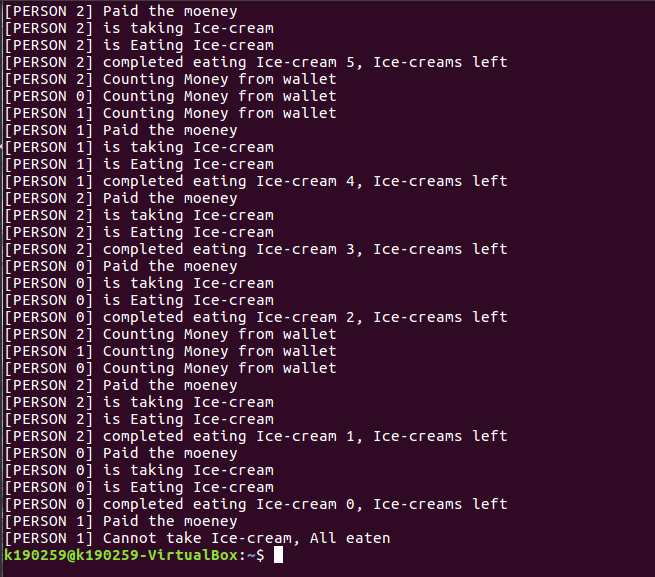 [PERSON 2] Paid the moeney
[PERSON 2] is taking Ice-cream
[PERSON 2] is Eating Ice-cream
[PERSON 2] completed eating Ice-cream 5, Ice-creams left
[PERSON 2] Counting Money from wallet
[PERSON 0] Counting Money from wallet
[PERSON 1] Counting Money from wallet
[PERSON 1] Paid the moeney
[PERSON 1] is taking Ice-cream
[PERSON 1] is Eating Ice-cream
[PERSON 1] completed eating Ice-cream 4, Ice-creams left
[PERSON 2] Paid the moeney
[PERSON 2] is taking Ice-cream
[PERSON 2] is Eating Ice-cream
[PERSON 2] completed eating Ice-cream 3, Ice-creams left
[PERSON 0] Paid the moeney
[PERSON 0] is taking Ice-cream
[PERSON 0] is Eating Ice-cream
[PERSON 0] completed eating Ice-cream 2, Ice-creams left
[PERSON 2] Counting Money from wallet
[PERSON 1] Counting Money from wallet
[PERSON 0] Counting Money from wallet
[PERSON 2] Paid the moeney
[PERSON 2] is taking Ice-cream
[PERSON 2] is Eating Ice-cream
[PERSON 2] completed eating Ice-cream 1, Ice-creams left
[PERSON 0] Paid the moeney
[PERSON 0] is taking Ice-cream
[PERSON 0] is Eating Ice-cream
[PERSON 0] completed eating Ice-cream 0, Ice-creams left
[PERSON 1] Paid the moeney
[PERSON 1] Cannot take Ice-cream, All eaten
k190259@k190259-VirtualBox:~$